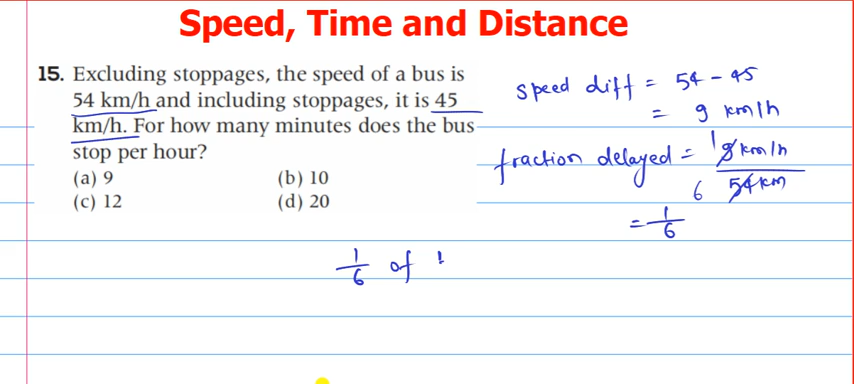 Speed, Time and Distance
15. Excluding stoppages, the speed of a bus is
54 km/h and including stoppages, it is 45
km/h. For how many minutes does the bus
stop per hour?
(a) 9 (b) 10
(c) 12 (d) 20
speed diff = 54 - 45
= 9 km/h
fraction delayed = 1 9 km/h
6 54 km
= 1/6
1/6 of